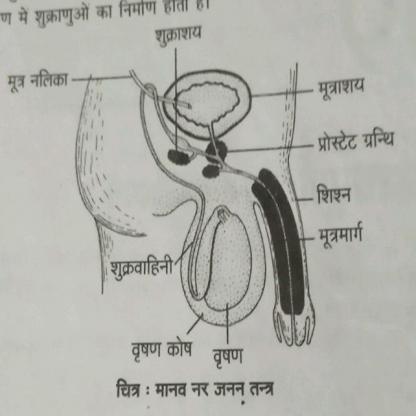 ण में शुक्राणुओं का निर्माण होता है।
शुक्राशय
मूत्र नलिका
मूत्राशय
प्रोस्टेट ग्रन्थि
शिश्न
मूत्रमार्ग
शुक्रवाहिनी
वृषण कोष
वृषण
चित्र : मानव नर जनन तन्त्र